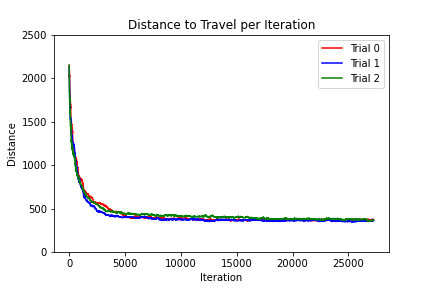 Distance to Travel per Iteration
2500
2000
1500
1000
500
0
Distance
Trial 0
Trial 1
Trial 2
0 5000 10000 15000 20000 25000
Iteration